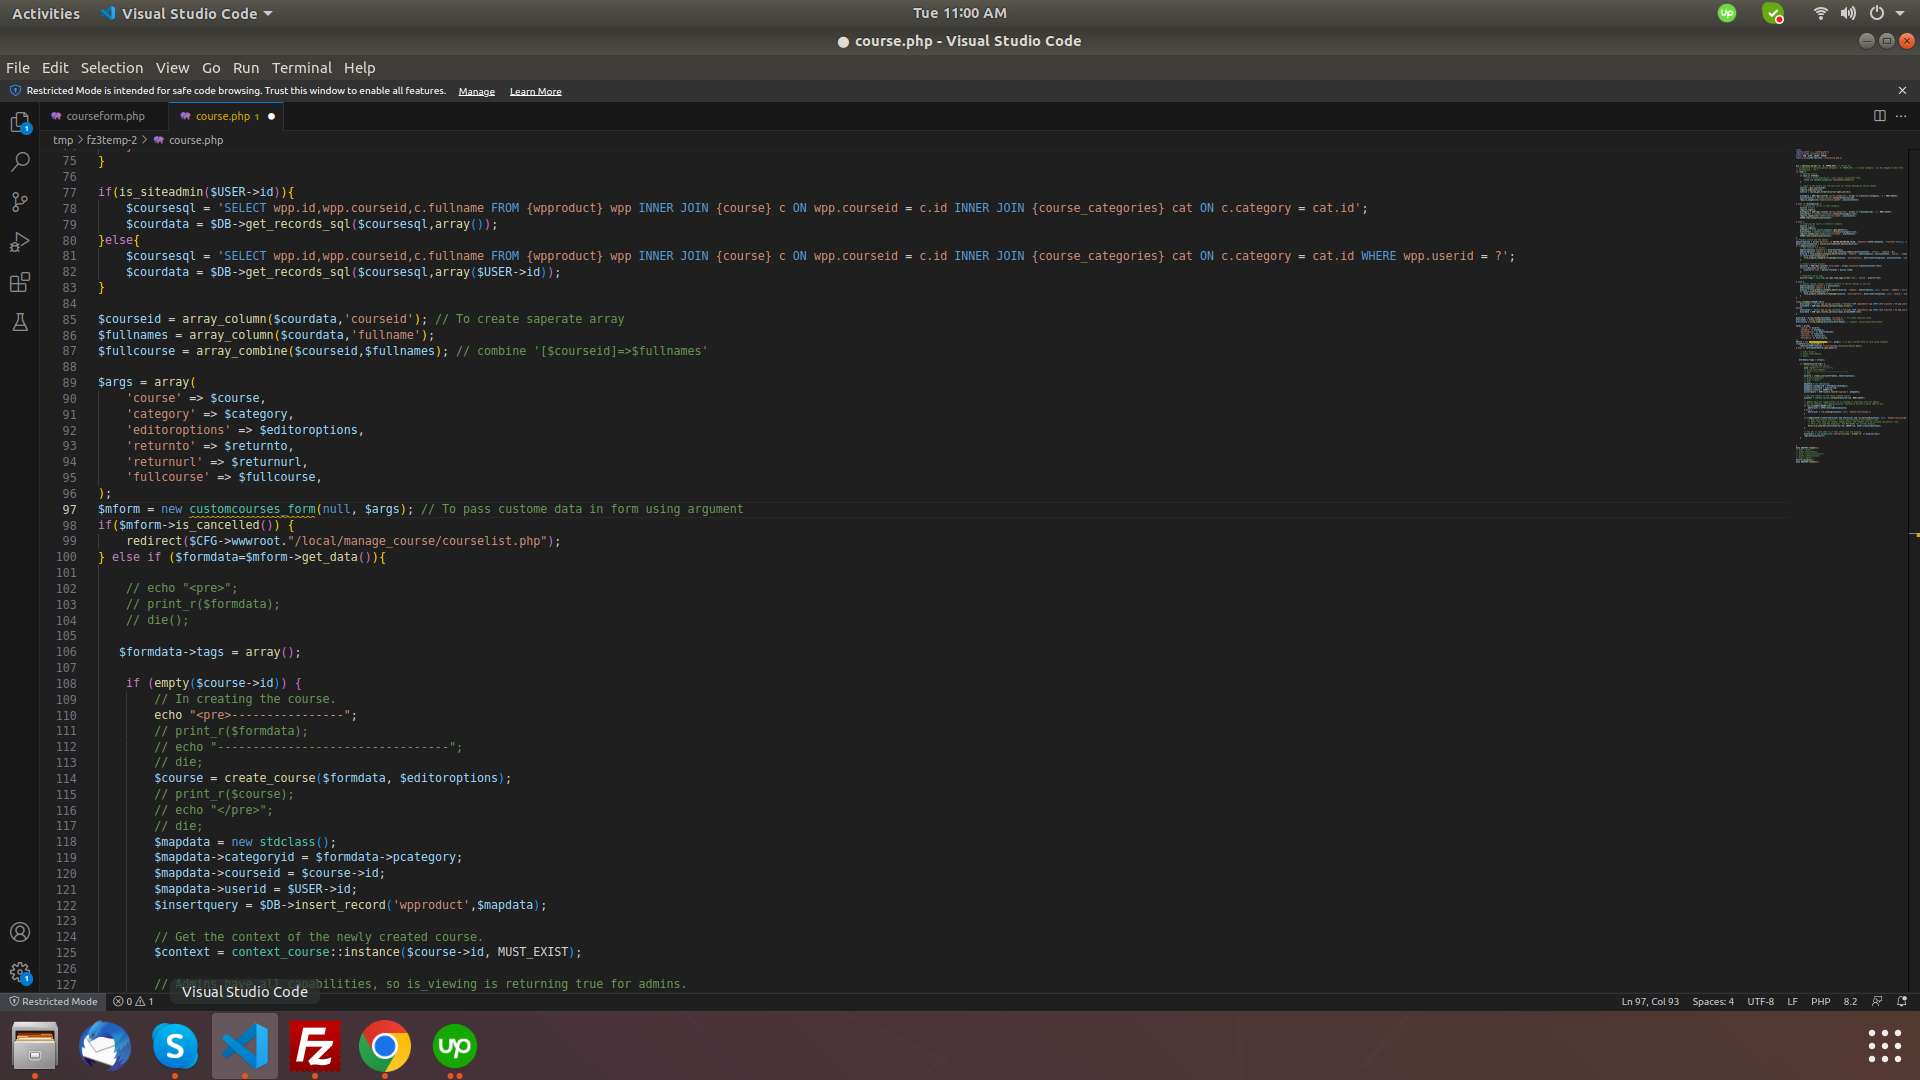 Activities Visual Studio Code Tue 11:00 AM
course.php - Visual Studio Code
File Edit Selection View Go Run Terminal Help
Restricted Mode is intended for safe code browsing. Trust this window to enable all features. Manage Learn More
courseform.php course.php 1
tmp > fz3temp-2 > course.php
75 }
76
77 if(is_siteadmin($USER->id)){
78 $coursesql = 'SELECT wpp.id,wpp.courseid,c.fullname FROM {wpproduct} wpp INNER JOIN {course} c ON wpp.courseid = c.id INNER JOIN {course_categories} cat ON c.category = cat.id';
79 $courdata = $DB->get_records_sql($coursesql,array());
80 }else{
81 $coursesql = 'SELECT wpp.id,wpp.courseid,c.fullname FROM {wpproduct} wpp INNER JOIN {course} c ON wpp.courseid = c.id INNER JOIN {course_categories} cat ON c.category = cat.id WHERE wpp.userid = ?';
82 $courdata = $DB->get_records_sql($coursesql,array($USER->id));
83 }
84
85 $courseid = array_column($courdata,'courseid'); // To create saperate array
86 $fullnames = array_column($courdata,'fullname');
87 $fullcourse = array_combine($courseid,$fullnames); // combine '[$courseid]=>$fullnames'
88
89 $args = array(
90 'course' => $course,
91 'category' => $category,
92 'editoroptions' => $editoroptions,
93 'returnto' => $returnto,
94 'returnurl' => $returnurl,
95 'fullcourse' => $fullcourse,
96 );
97 $mform = new customcourses_form(null, $args); // To pass custome data in form using argument
98 if($mform->is_cancelled()) {
99 redirect($CFG->wwwroot."/local/manage_course/courselist.php");
100 } else if ($formdata=$mform->get_data()){
101
102 // echo "<pre>";
103 // print_r($formdata);
104 // die();
105
106 $formdata->tags = array();
107
108 if (empty($course->id)) {
109 // In creating the course.
110 echo "<pre>----------------";
111 // print_r($formdata);
112 // echo "---------------------------------";
113 // die;
114 $course = create_course($formdata, $editoroptions);
115 // print_r($course);
116 // echo "</pre>";
117 // die;
118 $mapdata = new stdclass();
119 $mapdata->categoryid = $formdata->pcategory;
120 $mapdata->courseid = $course->id;
121 $mapdata->userid = $USER->id;
122 $insertquery = $DB->insert_record('wpproduct',$mapdata);
123
124 // Get the context of the newly created course.
125 $context = context_course::instance($course->id, MUST_EXIST);
126
127 // Admins have all capabilities, so is_viewing is returning true for admins.
Visual Studio Code
Restricted Mode 0 1 Ln 97, Col 93 Spaces: 4 UTF-8 LF PHP 8.2